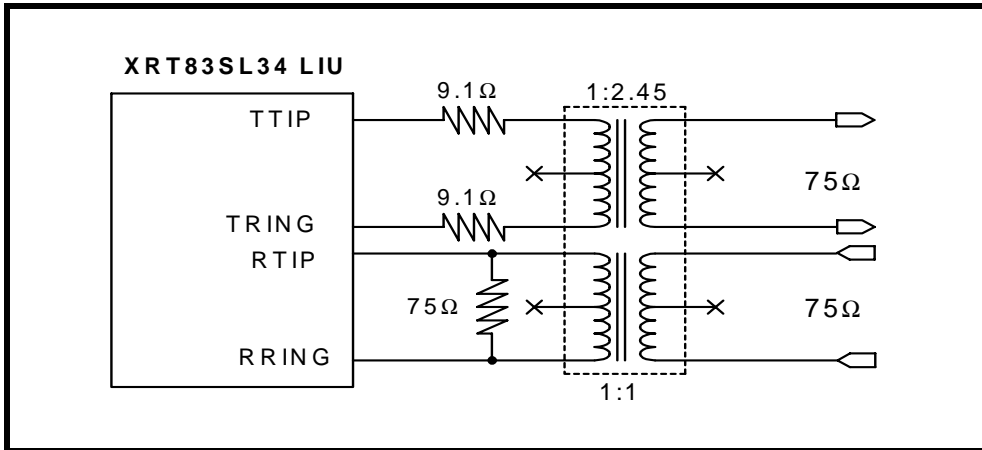 XRT83SL34 LIU
9.1Ω
1:2.45
TTIP
75Ω
9.1Ω
TRING
RTIP
75Ω
75Ω
RRING
1:1